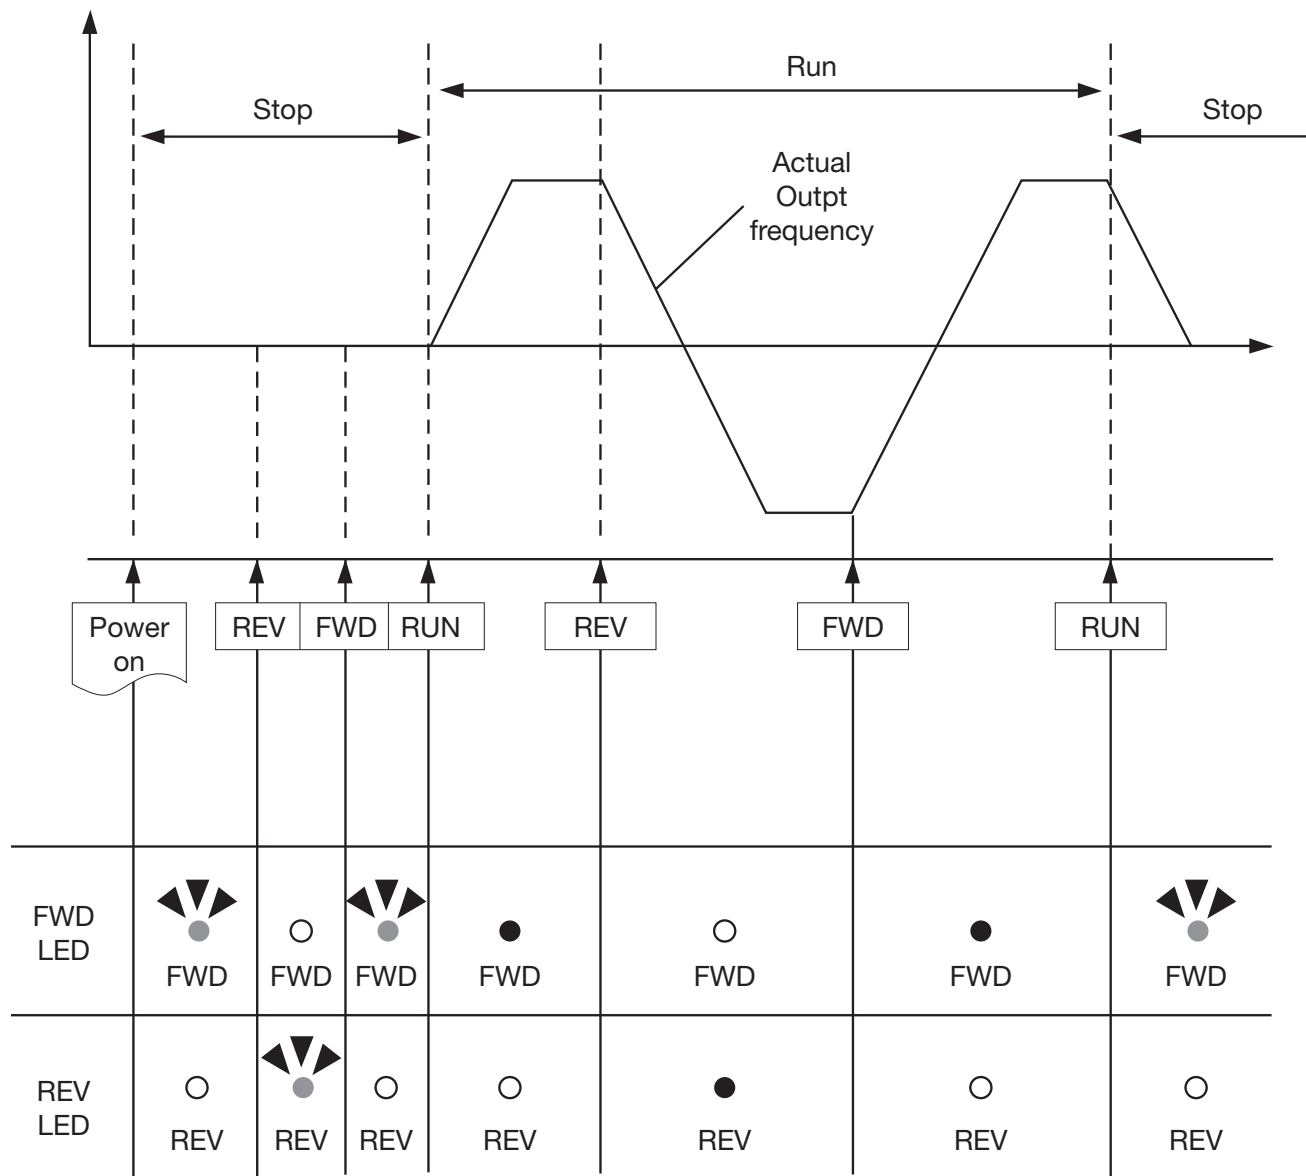 Run
Stop
Stop
Actual
Outpt
frequency
Power
on
REV
FWD
RUN
REV
FWD
RUN
FWD
LED
FWD
FWD
FWD
FWD
FWD
FWD
FWD
REV
LED
REV
REV
REV
REV
REV
REV
REV